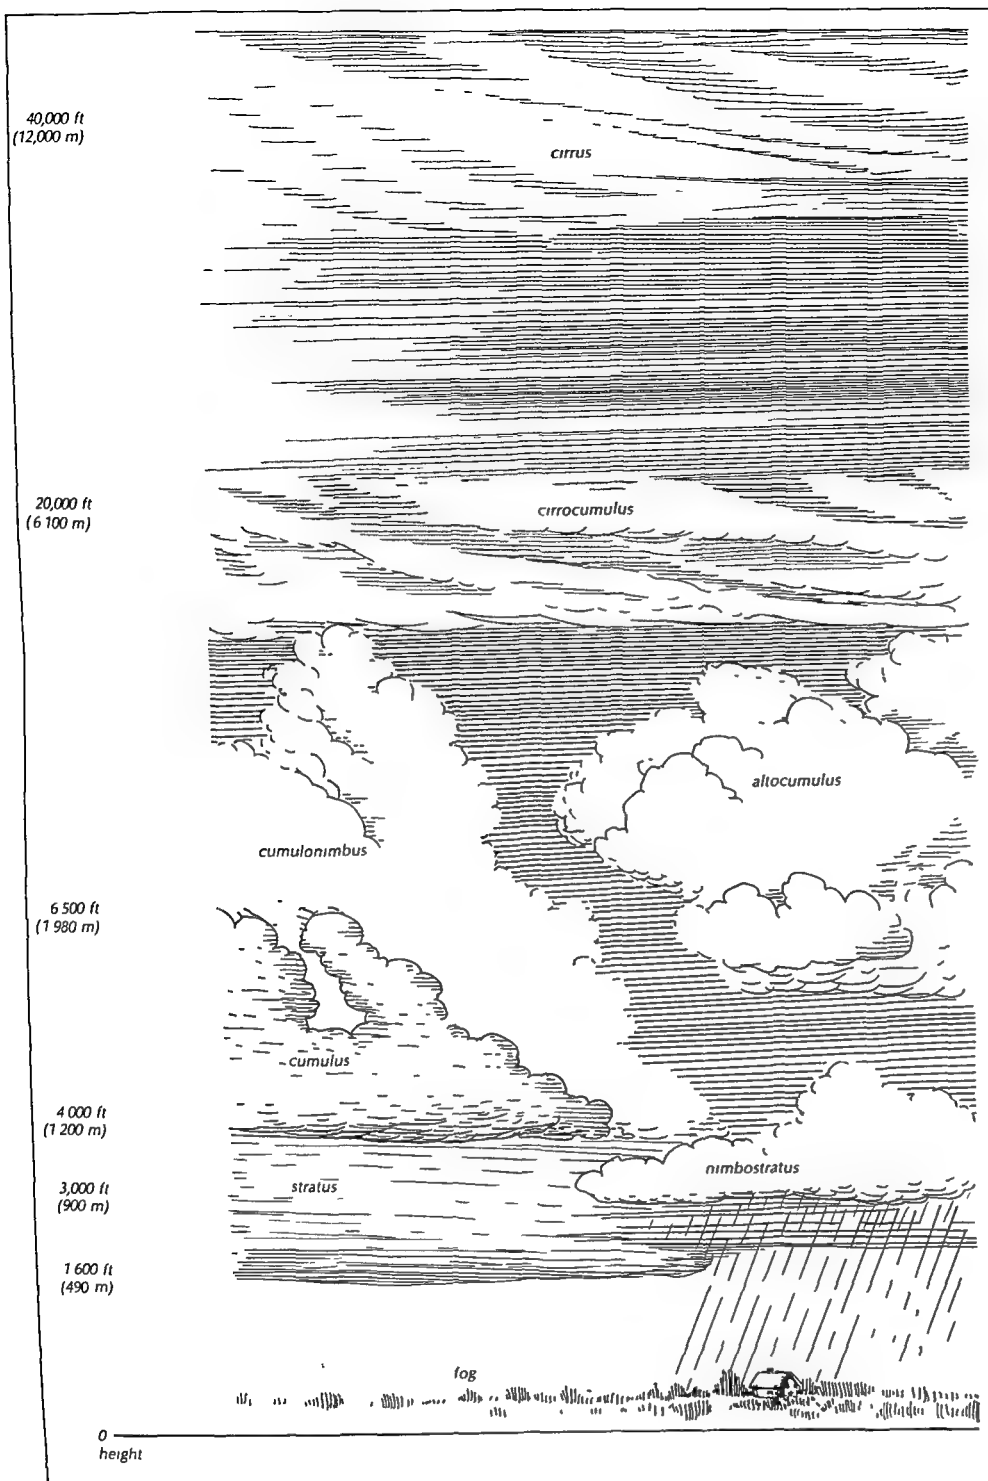 40,000 ft
(12,000 m)
cirrus
20,000 ft
(6 100 m)
cirrocumulus
altocumulus
cumulonimbus
6 500 ft
(1 980 m)
cumulus
4 000 ft
(1 200 m)
nimbostratus
stratus
3,000 ft
(900 m)
1 600 ft
(490 m)
fog
0
height